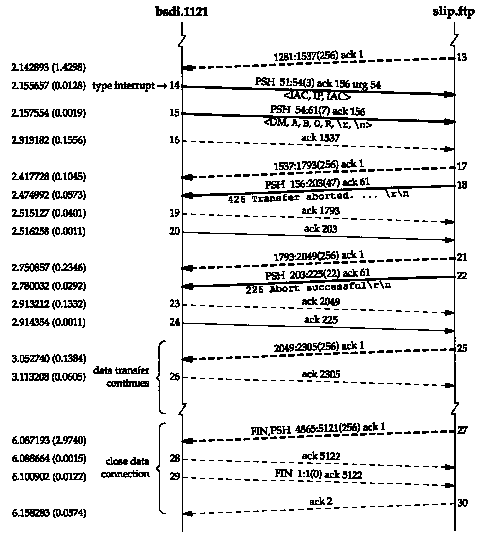 bsdi.1121 slip.ftp
1281:1537(256) ack 1 13
2.142893 (1.4298)
2.155657 (0.0128) type interrupt → 14 PSH 51:54(3) ack 156 urg 54
<IAC, IP, IAC>
2.157554 (0.0019) 15 PSH 54:61(7) ack 156
<DM, A, B, O, R, \r, \n>
2.313182 (0.1556) 16 ack 1537
1537:1793(256) ack 1 17
2.417728 (0.1045)
PSH 156:203(47) ack 61 18
2.474992 (0.0573) 426 Transfer aborted. ... \r\n
2.515127 (0.0401) 19 ack 1793
2.516258 (0.0011) 20 ack 203
1793:2049(256) ack 1 21
2.750857 (0.2346)
PSH 203:225(22) ack 61 22
2.780032 (0.0292) 226 Abort successful\r\n
2.913212 (0.1332) 23 ack 2049
2.914354 (0.0011) 24 ack 225
2049:2305(256) ack 1 25
3.052740 (0.1384)
data transfer
3.113208 (0.0605) continues 26 ack 2305
FIN,PSH 4865:5121(256) ack 1 27
6.087193 (2.9740)
6.088664 (0.0015) close data 28 ack 5122
6.100902 (0.0122) connection 29 FIN 1:1(0) ack 5122
ack 2 30
6.158283 (0.0574)